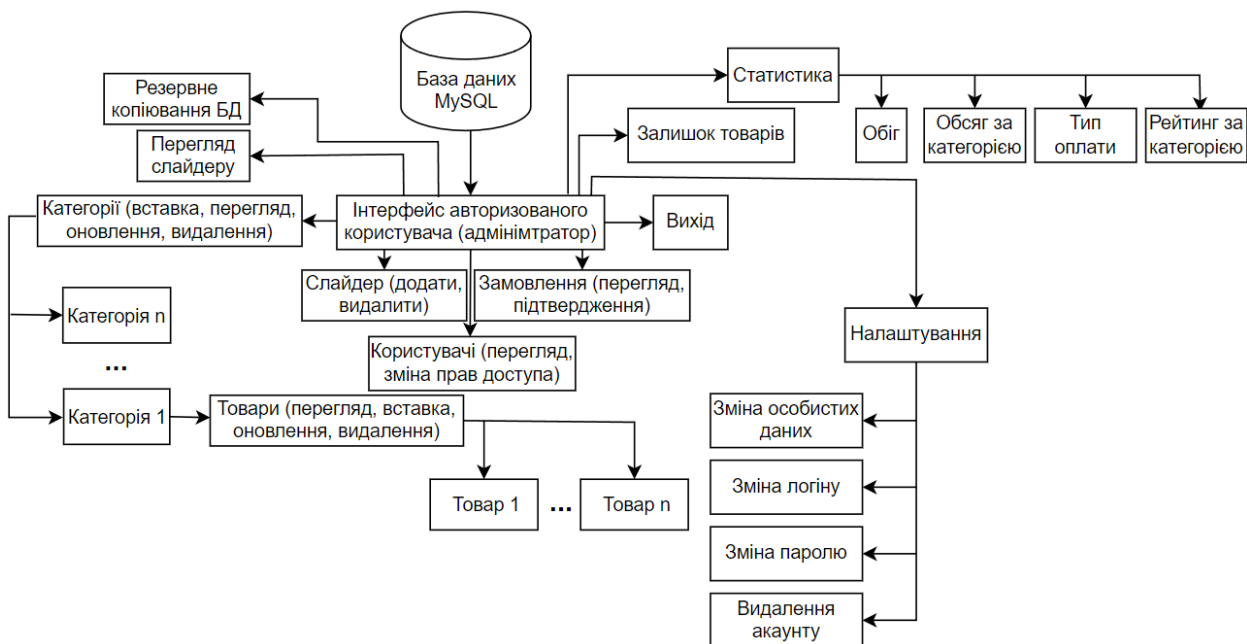 База даних
MySQL
Резервне
копіювання БД
Перегляд
слайдеру
Статистика
Залишок товарів
Обіг
Обсяг за
категорією
Тип
оплати
Рейтинг за
категорією
Категорії (вставка, перегляд,
оновлення, видалення)
Інтерфейс авторизованого
користувача (адмінімтратор)
Вихід
Слайдер (додати,
видалити)
Замовлення (перегляд,
підтвердження)
Категорія n
...
Користувачі (перегляд,
зміна прав доступа)
Налаштування
Категорія 1
Товари (перегляд, вставка,
оновлення, видалення)
Товар 1
...
Товар n
Зміна особистих
даних
Зміна логіну
Зміна паролю
Видалення
акаунту